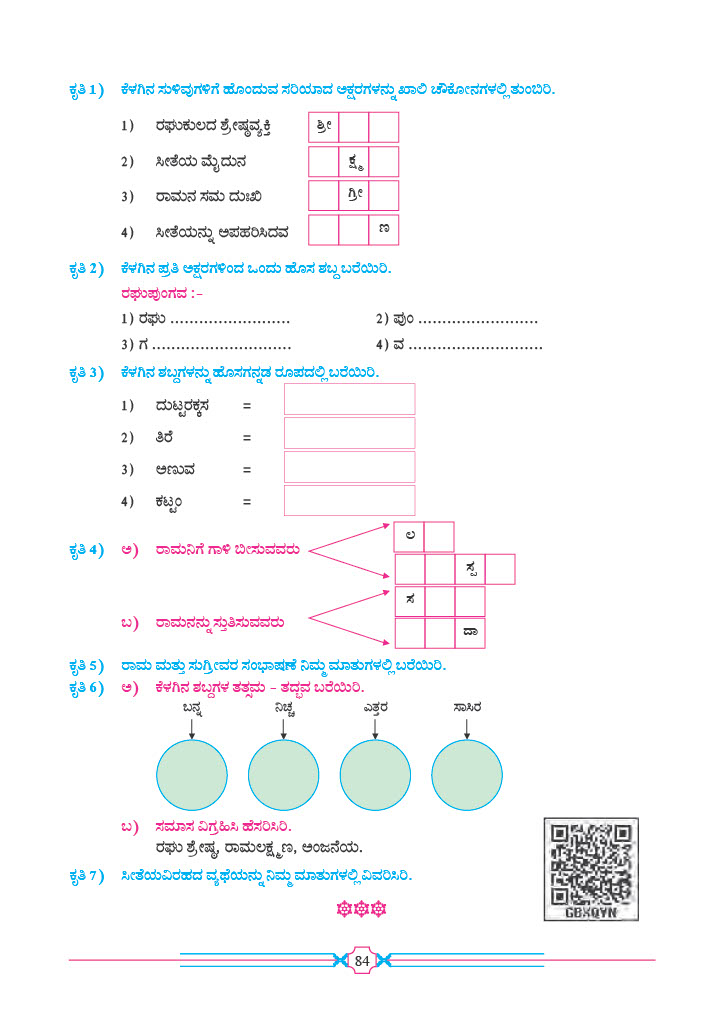 ಕೃತಿ 1) ಕೆಳಗಿನ ಸುಳಿವುಗಳಿಗೆ ಹೊಂದುವ ಸರಿಯಾದ ಅಕ್ಷರಗಳನ್ನು ಖಾಲಿ ಚೌಕೋನಗಳಲ್ಲಿ ತುಂಬಿರಿ.
1) ರಘುಕುಲದ ಶ್ರೇಷ್ಠವ್ಯಕ್ತಿ ಶ್ರೀ
2) ಸೀತೆಯ ಮೈದುನ ಕ್ಷ್ಮ
3) ರಾಮನ ಸಮ ದುಃಖಿ ಗ್ರೀ
4) ಸೀತೆಯನ್ನು ಅಪಹರಿಸಿದವ ಣ
ಕೃತಿ 2) ಕೆಳಗಿನ ಪ್ರತಿ ಅಕ್ಷರಗಳಿಂದ ಒಂದು ಹೊಸ ಶಬ್ದ ಬರೆಯಿರಿ.
ರಘುಪುಂಗವ :-
1) ರಘು ......................... 2) ಪುಂ .........................
3) ಗ ............................. 4) ವ ............................
ಕೃತಿ 3) ಕೆಳಗಿನ ಶಬ್ದಗಳನ್ನು ಹೊಸಗನ್ನಡ ರೂಪದಲ್ಲಿ ಬರೆಯಿರಿ.
1) ದುಟ್ಟರಕ್ಕಸ =
2) ತಿರೆ =
3) ಅಣುವ =
4) ಕಟ್ಟಂ =
ಲ
ಕೃತಿ 4) ಅ) ರಾಮನಿಗೆ ಗಾಳಿ ಬೀಸುವವರು
ಸ್ಪ
ಸ
ಬ) ರಾಮನನ್ನು ಸ್ತುತಿಸುವವರು
ದಾ
ಕೃತಿ 5) ರಾಮ ಮತ್ತು ಸುಗ್ರೀವರ ಸಂಭಾಷಣೆ ನಿಮ್ಮ ಮಾತುಗಳಲ್ಲಿ ಬರೆಯಿರಿ.
ಕೃತಿ 6) ಅ) ಕೆಳಗಿನ ಶಬ್ದಗಳ ತತ್ಸಮ - ತದ್ಭವ ಬರೆಯಿರಿ.
ಬನ್ನ ನಿಚ್ಚ ಎತ್ತರ ಸಾಸಿರ
ಬ) ಸಮಾಸ ವಿಗ್ರಹಿಸಿ ಹೆಸರಿಸಿರಿ.
ರಘು ಶ್ರೇಷ್ಠ, ರಾಮಲಕ್ಷ್ಮಣ, ಅಂಜನೆಯ.
ಕೃತಿ 7) ಸೀತೆಯವಿರಹದ ವ್ಯಥೆಯನ್ನು ನಿಮ್ಮ ಮಾತುಗಳಲ್ಲಿ ವಿವರಿಸಿರಿ.
GBXQYN
84